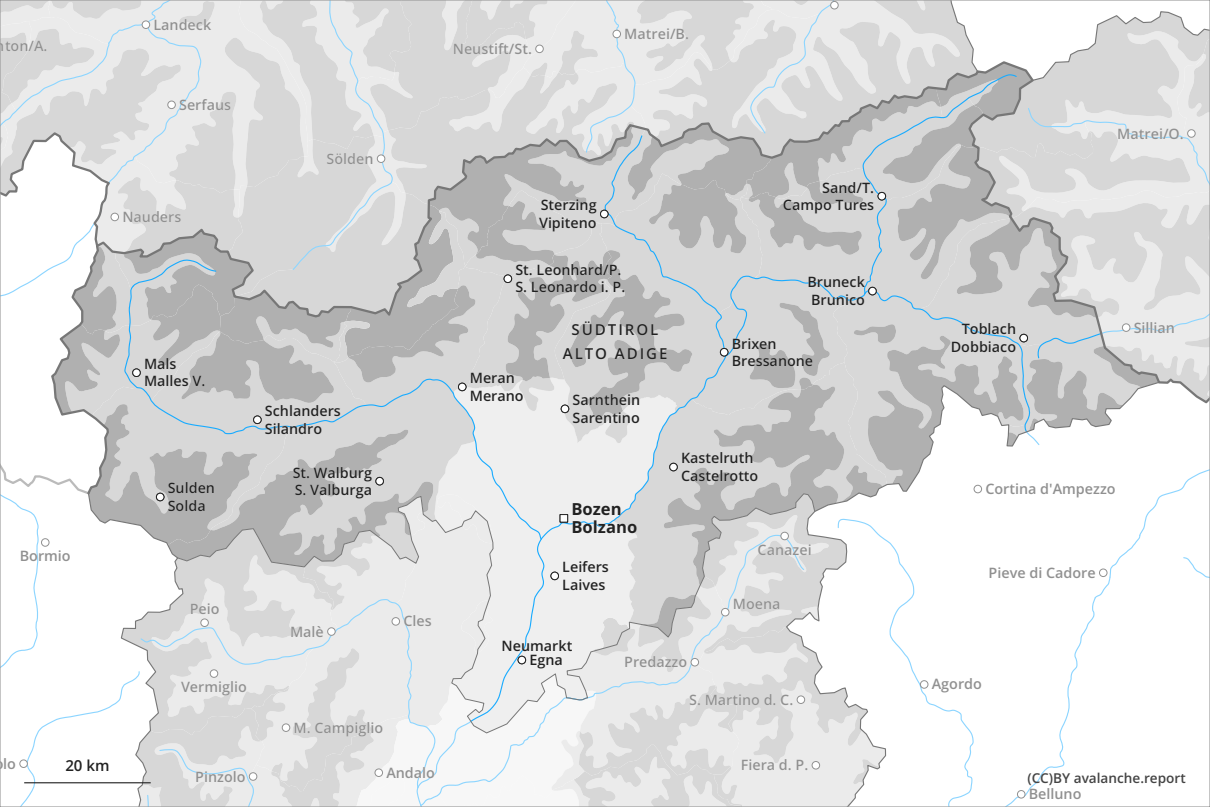 Landeck
nton/A.
Neustift/St.
Matrei/B.
Serfaus
Matrei/O.
Sölden
Sand/T.
Campo Tures
Nauders
Sterzing
Vipiteno
St. Leonhard/P.
S. Leonardo i. P.
Bruneck
Brunico
SÜDTIROL
ALTO ADIGE
Toblach
Dobbiaco
Sillian
Brixen
Bressanone
Mals
Malles V.
Meran
Merano
Sarnthein
Sarentino
Schlanders
Silandro
Kastelruth
Castelrotto
St. Walburg
S. Valburga
Sulden
Solda
Cortina d'Ampezzo
Bozen
Bolzano
Bormio
Canazei
Leifers
Laives
Pieve di Cadore
Peio
Moena
Malè
Cles
Neumarkt
Egna
Predazzo
Vermiglio
Agordo
S. Martino d. C.
M. Campiglio
olo
20 km
Pinzolo
Andalo
Fiera d. P.
(CC)BY avalanche.report
Belluno